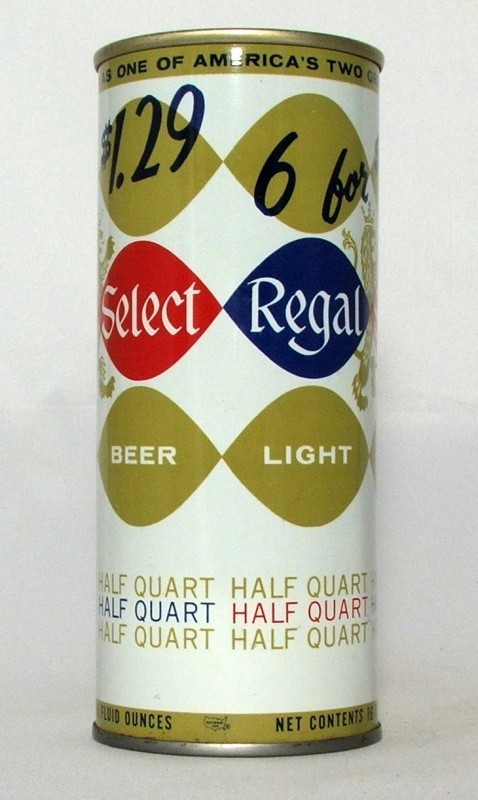 AS ONE OF AMERICA'S TWO
$1.29 6 for
Select Regal
BEER LIGHT
HALF QUART HALF QUART
HALF QUART HALF QUART
HALF QUART HALF QUART
FLUID OUNCES NET CONTENTS 16